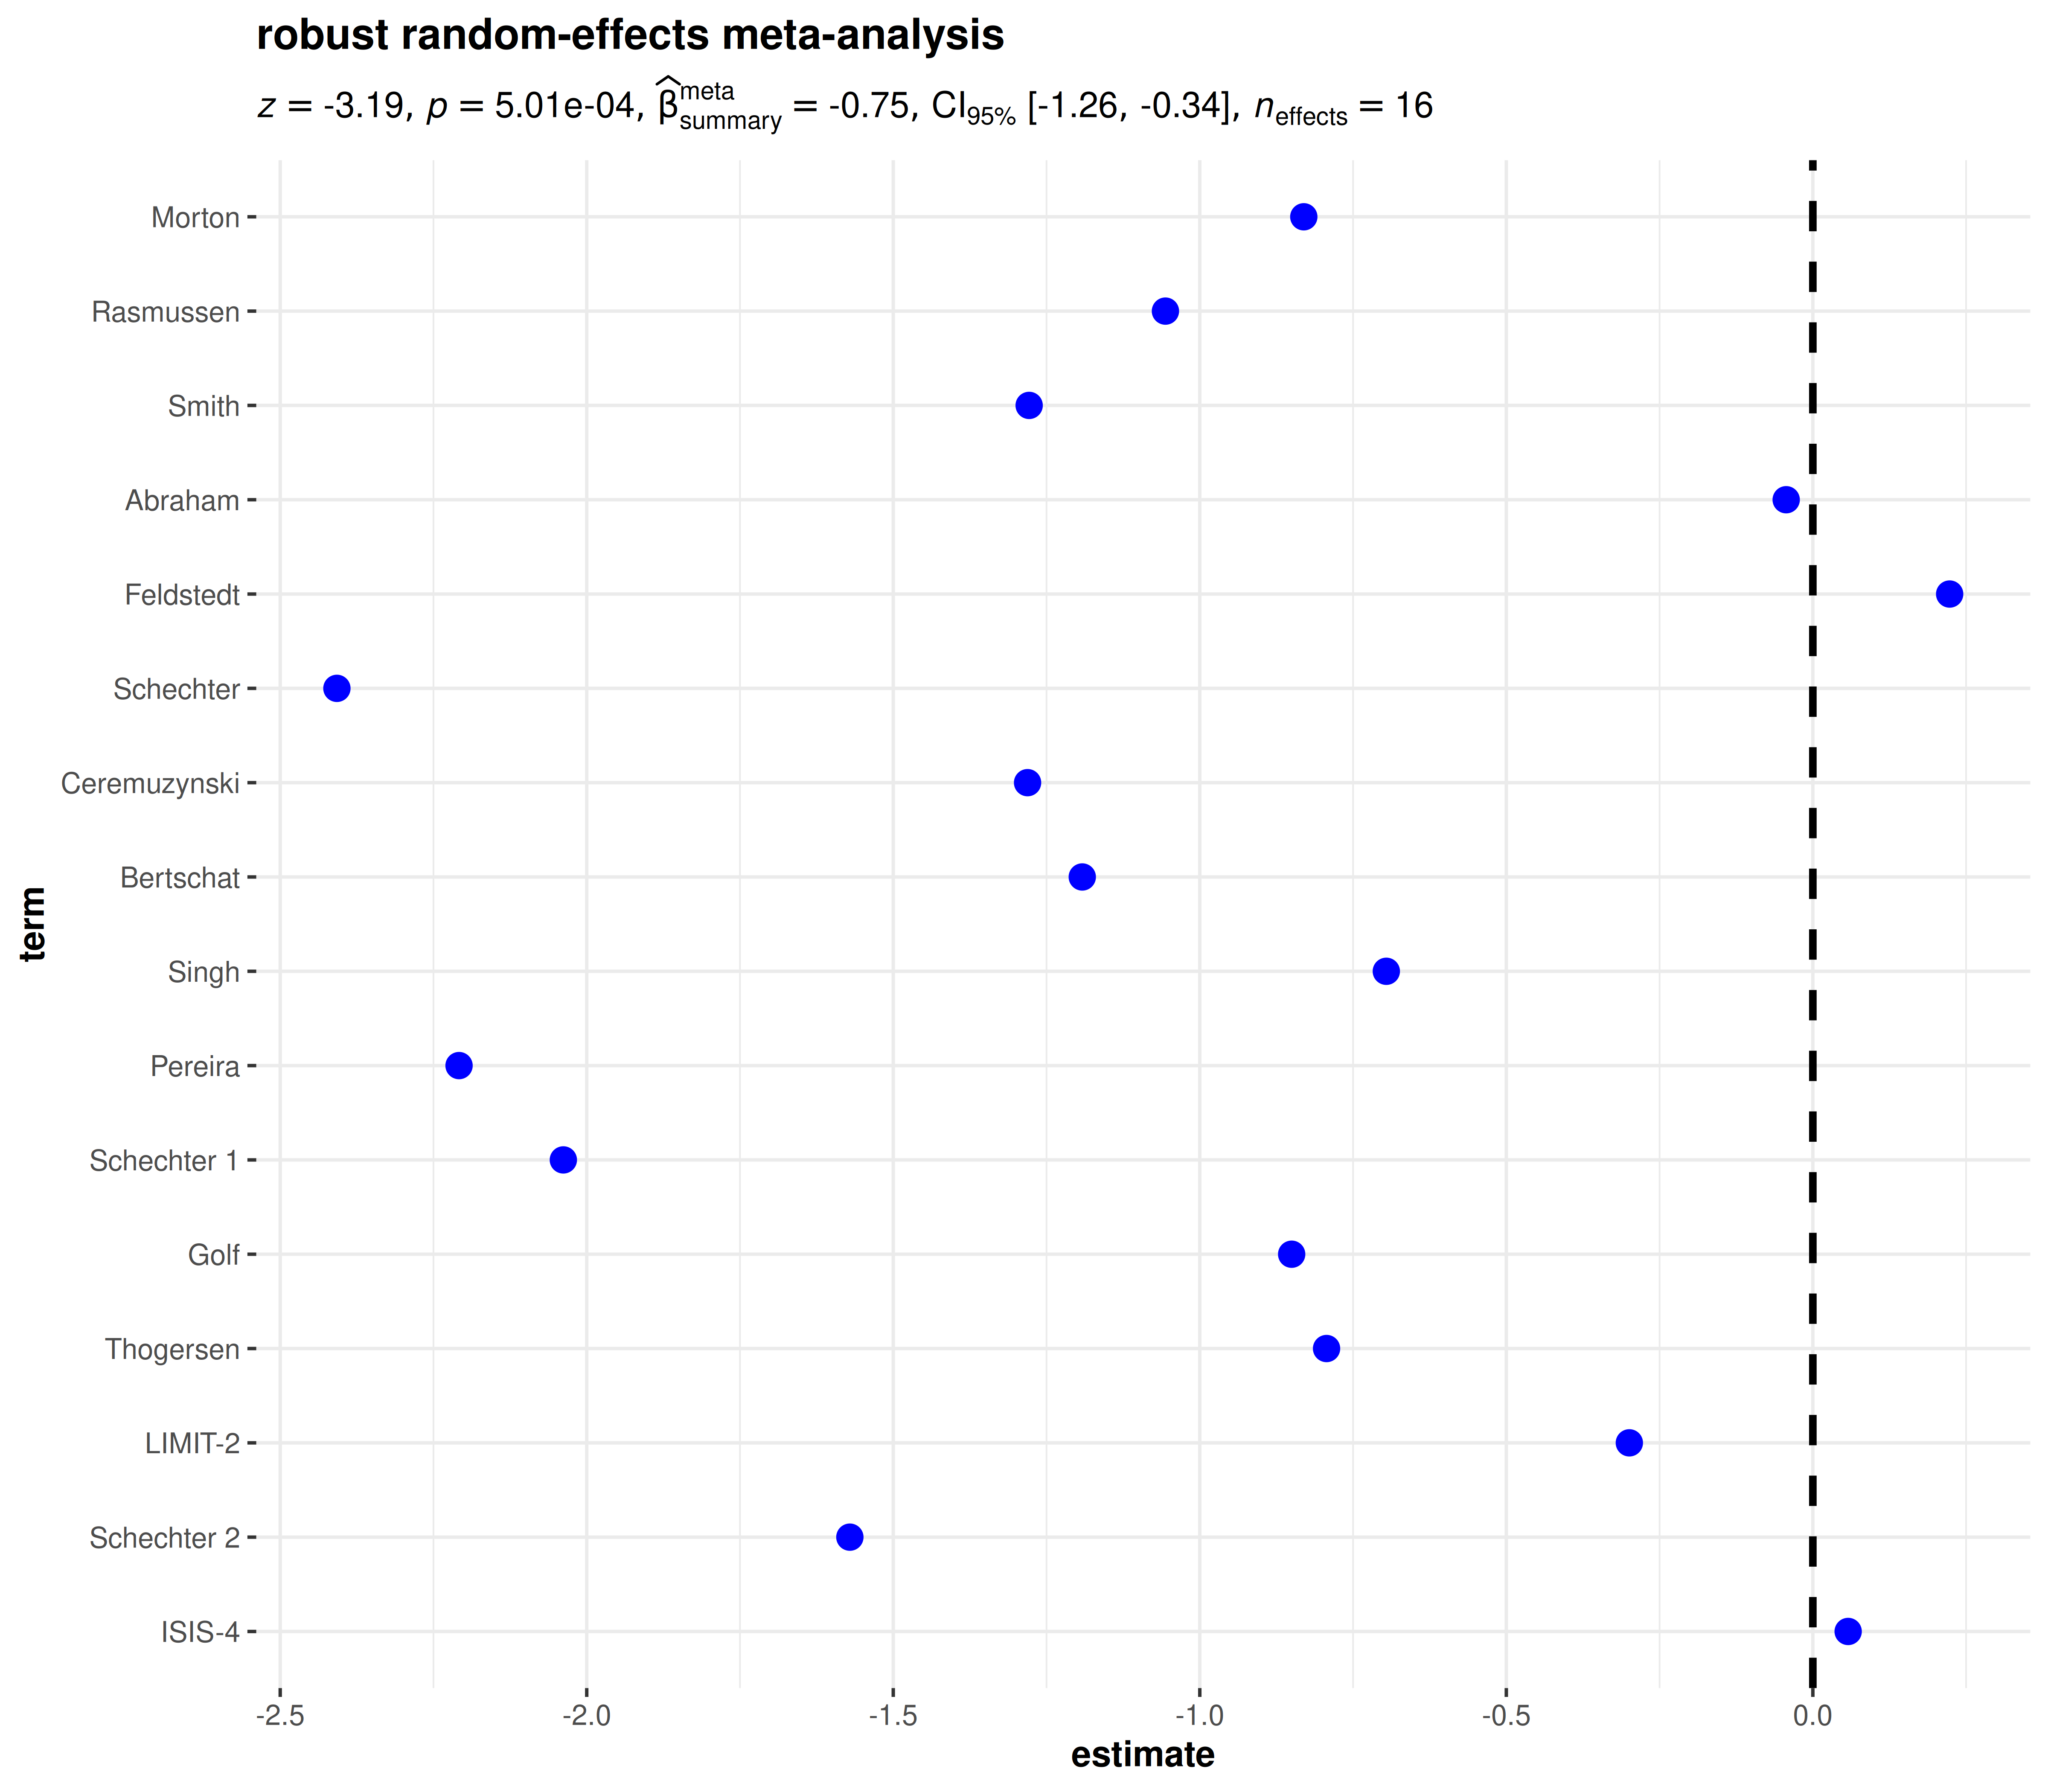 robust random-effects meta-analysis
z = -3.19, p = 5.01e-04, β̂ meta summary = -0.75, CI95% [-1.26, -0.34], neffects = 16
Morton
Rasmussen
Smith
Abraham
Feldstedt
Schechter
Ceremuzynski
Bertschat
Singh
Pereira
Schechter 1
Golf
Thogersen
LIMIT-2
Schechter 2
ISIS-4
term
-2.5 -2.0 -1.5 -1.0 -0.5 0.0
estimate